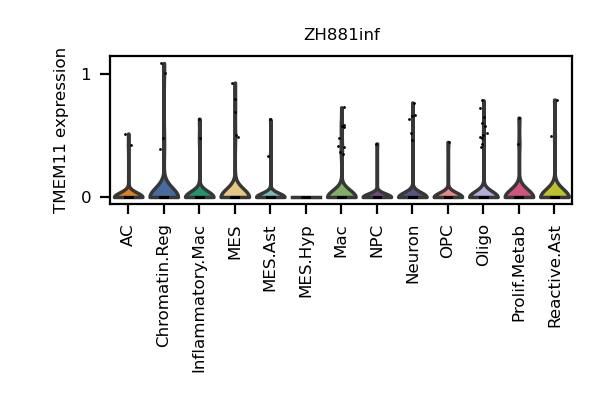 ZH881inf
TMEM11 expression
1
0
AC
Chromatin.Reg
Inflammatory.Mac
MES
MES.Ast
MES.Hyp
Mac
NPC
Neuron
OPC
Oligo
Prolif.Metab
Reactive.Ast